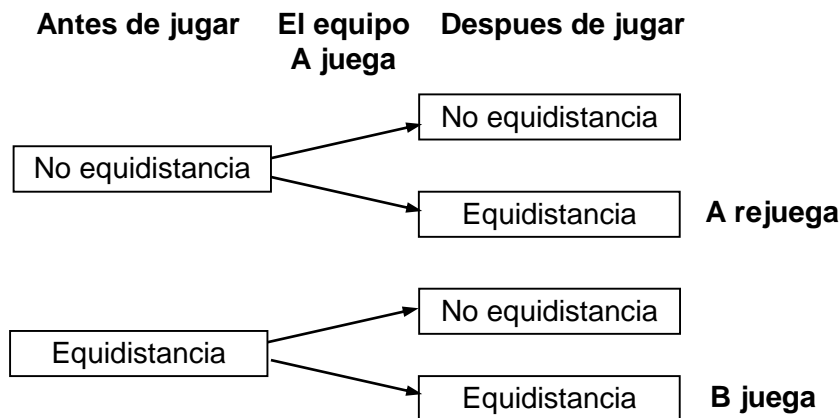 Antes de jugar El equipo Despues de jugar
A juega
No equidistancia
No equidistancia
Equidistancia A rejuega
No equidistancia
Equidistancia
Equidistancia B juega